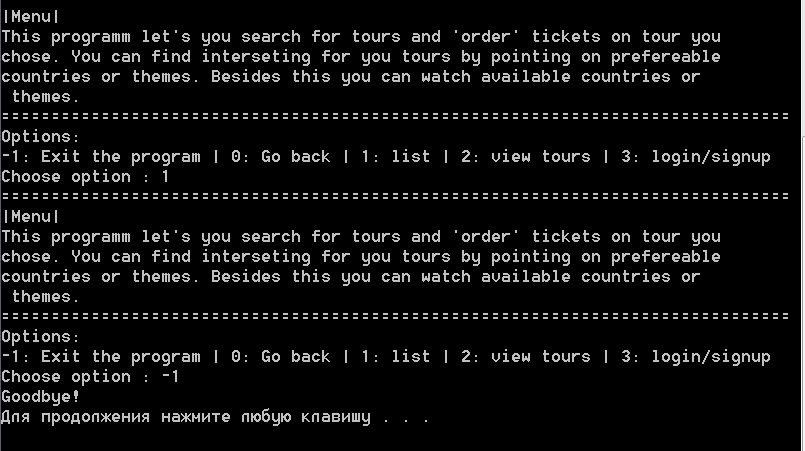 |Menu|
This programm let's you search for tours and 'order' tickets on tour you
chose. You can find interseting for you tours by pointing on prefereable
countries or themes. Besides this you can watch available countries or
 themes.
-------------------------------------------------------------------------------
Options:
-1: Exit the program | 0: Go back | 1: list | 2: view tours | 3: login/signup
Choose option : 1
-------------------------------------------------------------------------------
|Menu|
This programm let's you search for tours and 'order' tickets on tour you
chose. You can find interseting for you tours by pointing on prefereable
countries or themes. Besides this you can watch available countries or
 themes.
-------------------------------------------------------------------------------
Options:
-1: Exit the program | 0: Go back | 1: list | 2: view tours | 3: login/signup
Choose option : -1
Goodbye!
Для продолжения нажмите любую клавишу . . .